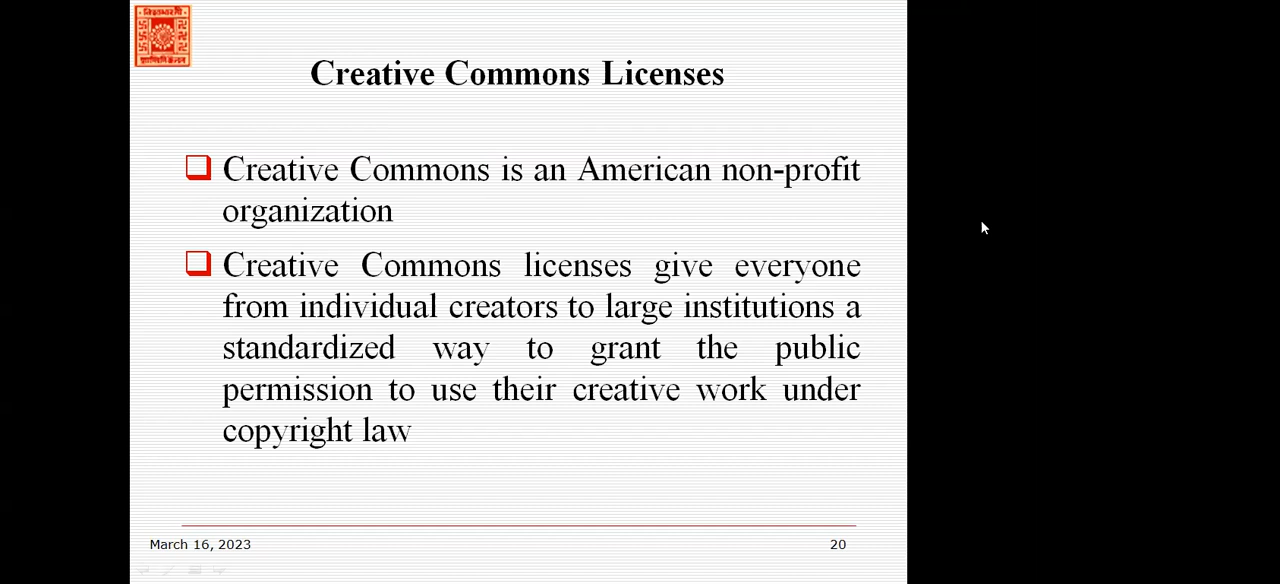 Creative Commons Licenses
Creative Commons is an American non-profit
organization
Creative Commons licenses give everyone
from individual creators to large institutions a
standardized way to grant the public
permission to use their creative work under
copyright law
March 16, 2023
20